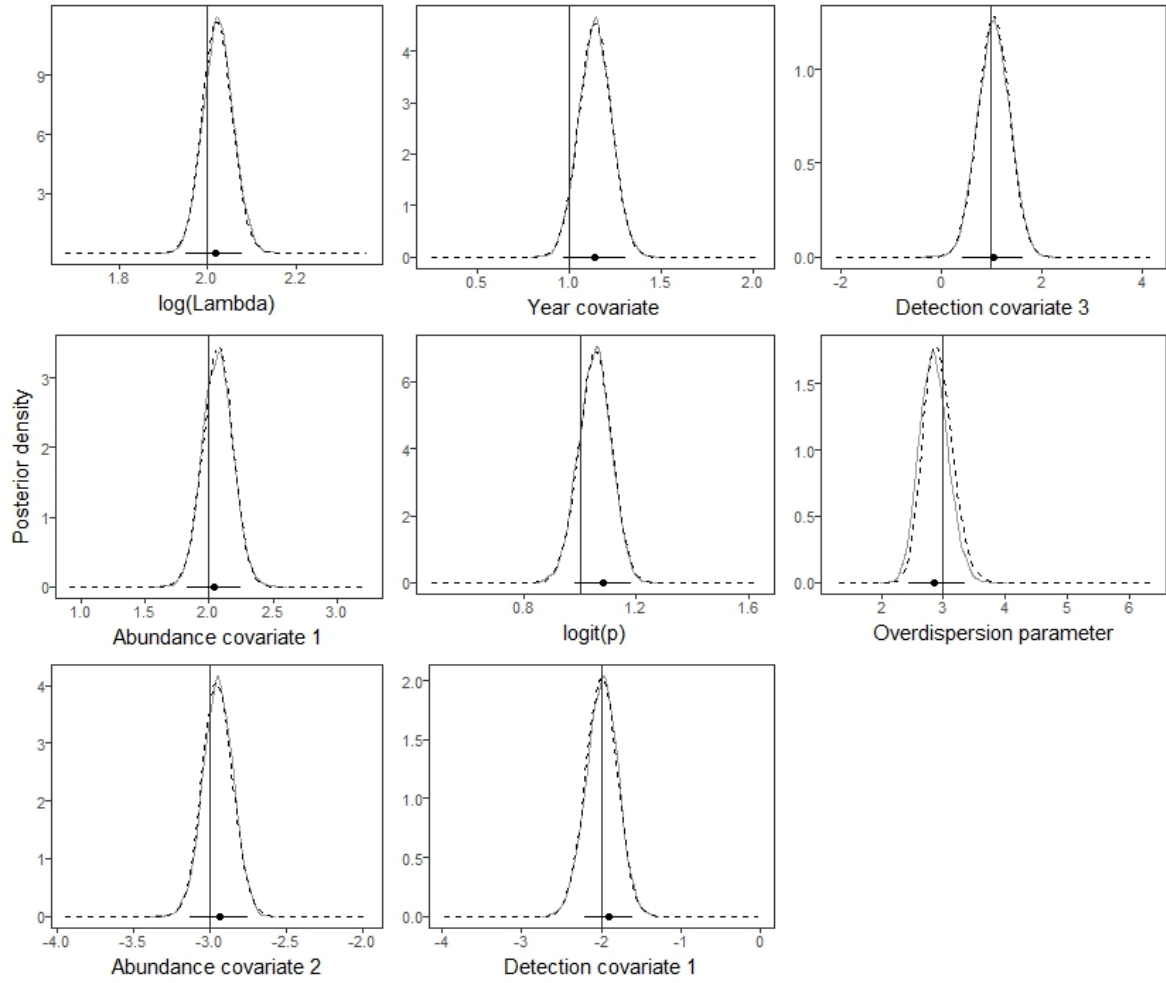 9
6
3
1.8 2.0 2.2
log(Lambda)
4
3
2
1
0
0.5 1.0 1.5 2.0
Year covariate
1.0
0.5
0.0
-2 0 2 4
Detection covariate 3
Posterior density
3
2
1
0
1.0 1.5 2.0 2.5 3.0
Abundance covariate 1
6
4
2
0
0.8 1.2 1.6
logit(p)
1.5
1.0
0.5
0.0
2 3 4 5 6
Overdispersion parameter
4
3
2
1
0
-4.0 -3.5 -3.0 -2.5 -2.0
Abundance covariate 2
2.0
1.5
1.0
0.5
0.0
-4 -3 -2 -1 0
Detection covariate 1